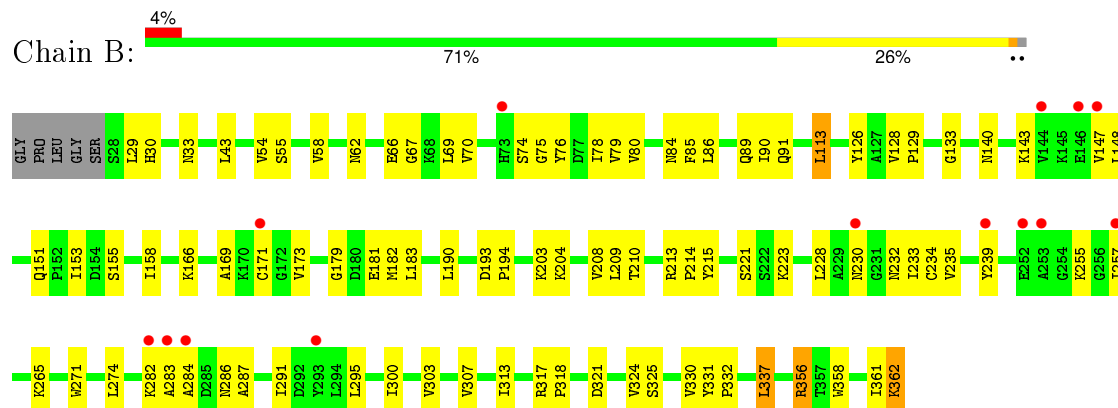 4%
Chain B:
71% 26% ••
GLY PRO LEU GLY SER S28 L29 H30 N33 L43 V54 S55 V58 N62 E66 G67 K68 L69 V70 H73 S74 G75 Y76 D77 I78 V79 V80 N84 F85 L86 Q89 I90 Q91 L113 Y126 A127 V128 P129 G133 N140 K143 V144 K145 E146 V147 L148
Q151 P152 I153 D154 S155 I158 K166 A169 K170 C171 G172 V173 G179 D180 E181 M182 L183 L190 D193 P194 K203 K204 V208 L209 T210 R213 P214 Y215 S221 S222 K223 L228 A229 N230 G231 N232 I233 C234 V235 Y239 E252 A253 G254 K255 G256 I257
K265 W271 L274 K282 A283 A284 D285 N286 A287 I291 D292 Y293 L294 L295 I300 V303 V307 I313 R317 P318 D321 V324 S325 V330 Y331 P332 L337 R356 T357 W358 I361 K362